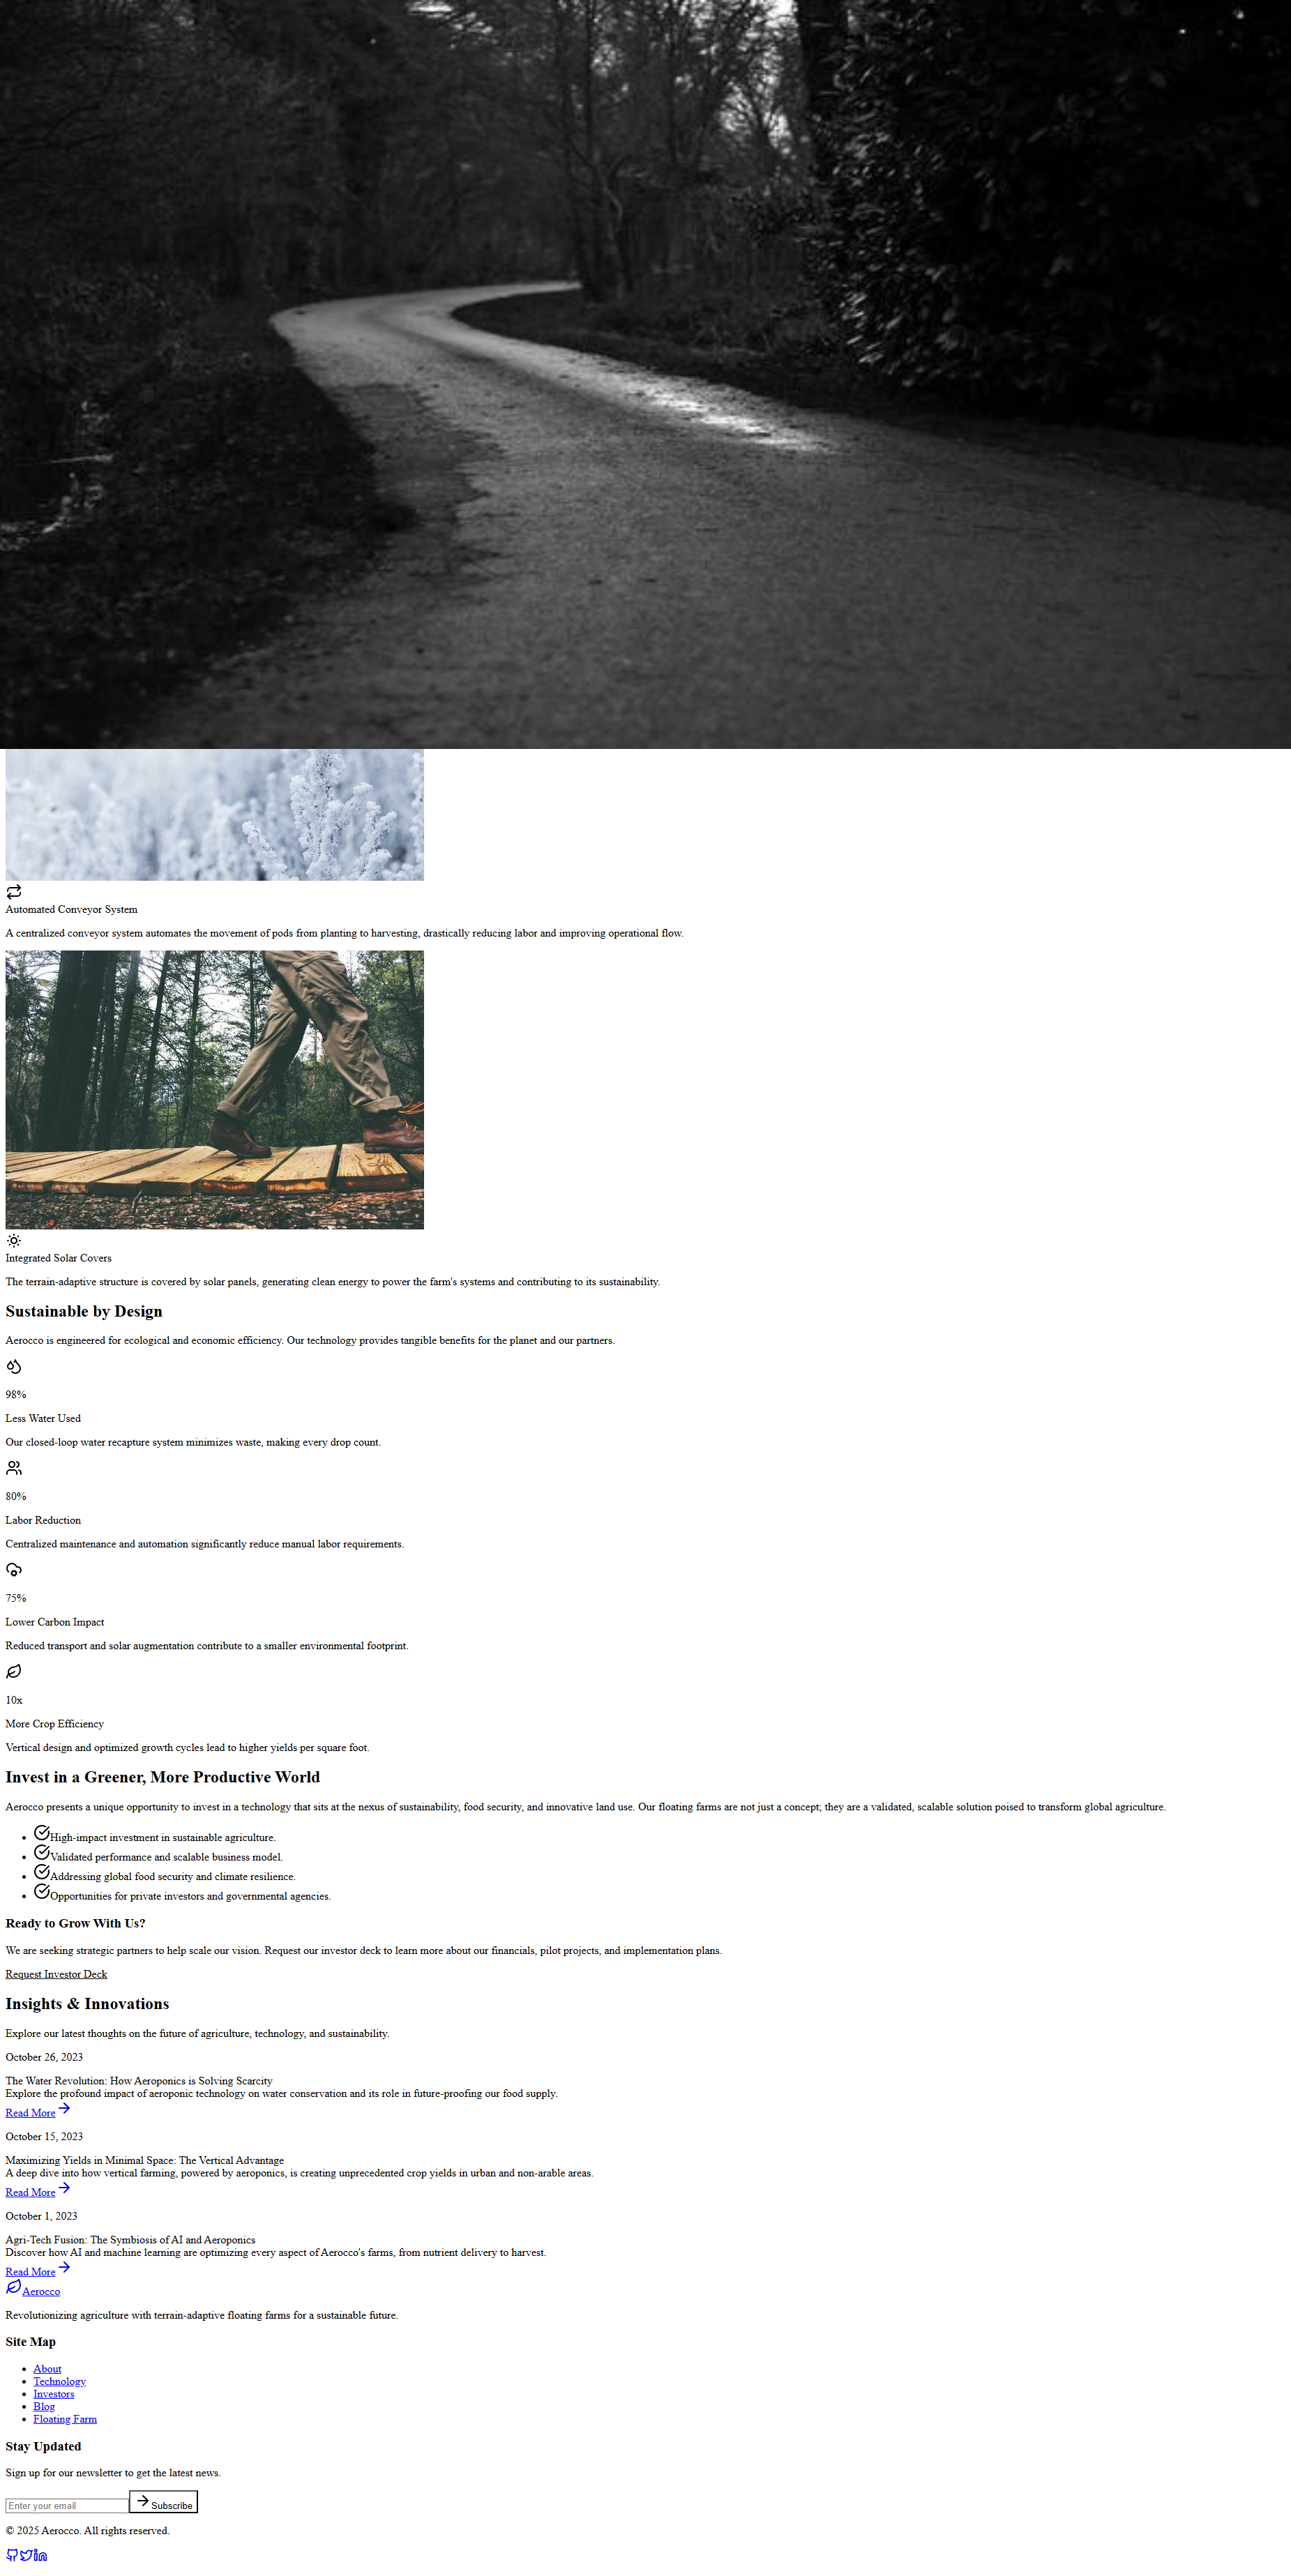 Automated Conveyor System
A centralized conveyor system automates the movement of pods from planting to harvesting, drastically reducing labor and improving operational flow.
Integrated Solar Covers
The terrain-adaptive structure is covered by solar panels, generating clean energy to power the farm's systems and contributing to its sustainability.
Sustainable by Design
Aerocco is engineered for ecological and economic efficiency. Our technology provides tangible benefits for the planet and our partners.
98%
Less Water Used
Our closed-loop water recapture system minimizes waste, making every drop count.
80%
Labor Reduction
Centralized maintenance and automation significantly reduce manual labor requirements.
75%
Lower Carbon Impact
Reduced transport and solar augmentation contribute to a smaller environmental footprint.
10x
More Crop Efficiency
Vertical design and optimized growth cycles lead to higher yields per square foot.
Invest in a Greener, More Productive World
Aerocco presents a unique opportunity to invest in a technology that sits at the nexus of sustainability, food security, and innovative land use. Our floating farms are not just a concept; they are a validated, scalable solution poised to transform global agriculture.
High-impact investment in sustainable agriculture.
Validated performance and scalable business model.
Addressing global food security and climate resilience.
Opportunities for private investors and governmental agencies.
Ready to Grow With Us?
We are seeking strategic partners to help scale our vision. Request our investor deck to learn more about our financials, pilot projects, and implementation plans.
Request Investor Deck
Insights & Innovations
Explore our latest thoughts on the future of agriculture, technology, and sustainability.
October 26, 2023
The Water Revolution: How Aeroponics is Solving Scarcity
Explore the profound impact of aeroponic technology on water conservation and its role in future-proofing our food supply.
Read More
October 15, 2023
Maximizing Yields in Minimal Space: The Vertical Advantage
A deep dive into how vertical farming, powered by aeroponics, is creating unprecedented crop yields in urban and non-arable areas.
Read More
October 1, 2023
Agri-Tech Fusion: The Symbiosis of AI and Aeroponics
Discover how AI and machine learning are optimizing every aspect of Aerocco's farms, from nutrient delivery to harvest.
Read More
Aerocco
Revolutionizing agriculture with terrain-adaptive floating farms for a sustainable future.
Site Map
About
Technology
Investors
Blog
Floating Farm
Stay Updated
Sign up for our newsletter to get the latest news.
Enter your email Subscribe
© 2025 Aerocco. All rights reserved.